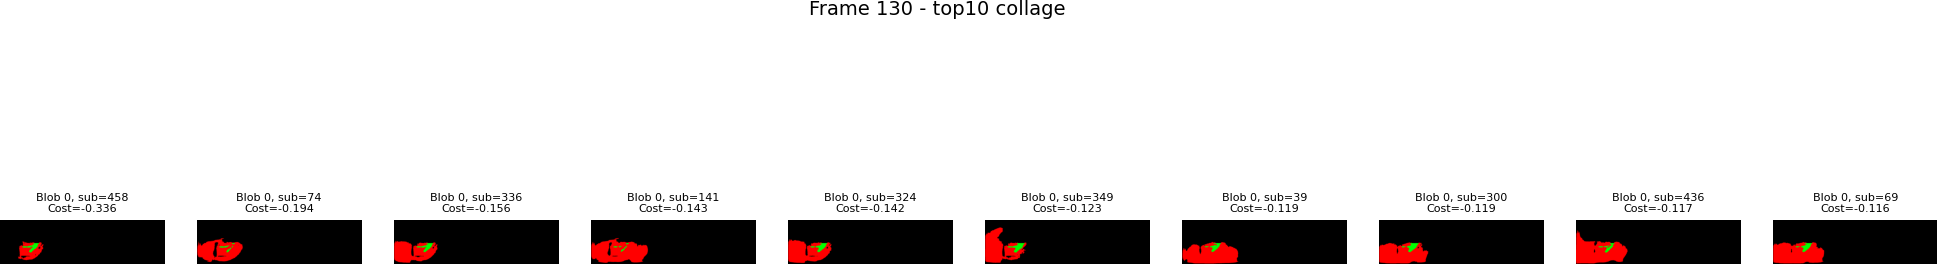 Frame 130 - top10 collage
Blob 0, sub=458
Cost=-0.336
Blob 0, sub=74
Cost=-0.194
Blob 0, sub=336
Cost=-0.156
Blob 0, sub=141
Cost=-0.143
Blob 0, sub=324
Cost=-0.142
Blob 0, sub=349
Cost=-0.123
Blob 0, sub=39
Cost=-0.119
Blob 0, sub=300
Cost=-0.119
Blob 0, sub=436
Cost=-0.117
Blob 0, sub=69
Cost=-0.116